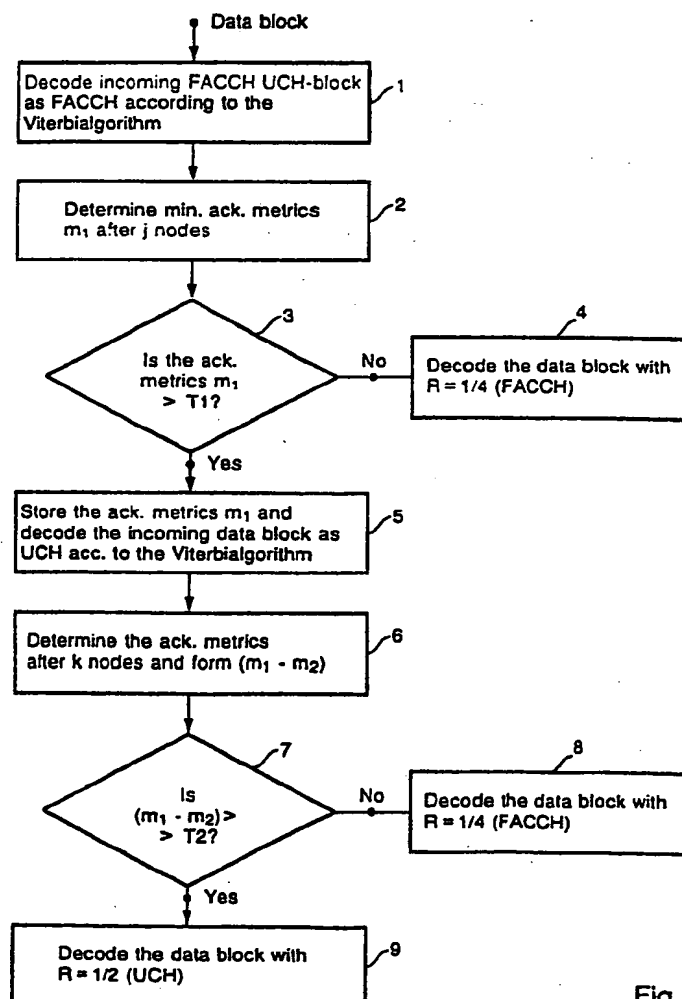 Data block
Decode incoming FACCH UCH-block
as FACCH according to the
Viterbialgorithm
1
Determine min. ack. metrics
m₁ after j nodes
2
3
Is the ack.
metrics m₁
> T1?
No
4
Decode the data block with
R = 1/4 (FACCH)
Yes
Store the ack. metrics m₁ and
decode the incoming data block as
UCH acc. to the Viterbialgorithm
5
Determine the ack. metrics
after k nodes and form (m₁ - m₂)
6
7
Is
(m₁ - m₂) >
> T2?
No
8
Decode the data block with
R = 1/4 (FACCH)
Yes
Decode the data block with
R = 1/2 (UCH)
9
Fig